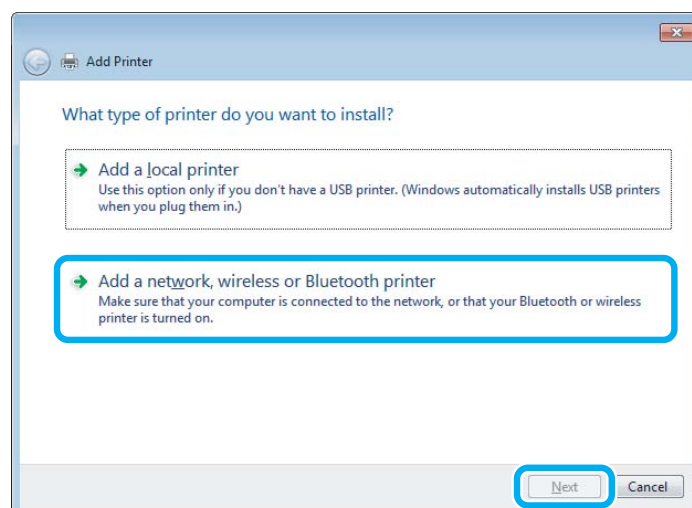 Add Printer
What type of printer do you want to install?
Add a local printer
Use this option only if you don't have a USB printer. (Windows automatically installs USB printers
when you plug them in.)
Add a network, wireless or Bluetooth printer
Make sure that your computer is connected to the network, or that your Bluetooth or wireless
printer is turned on.
Next
Cancel